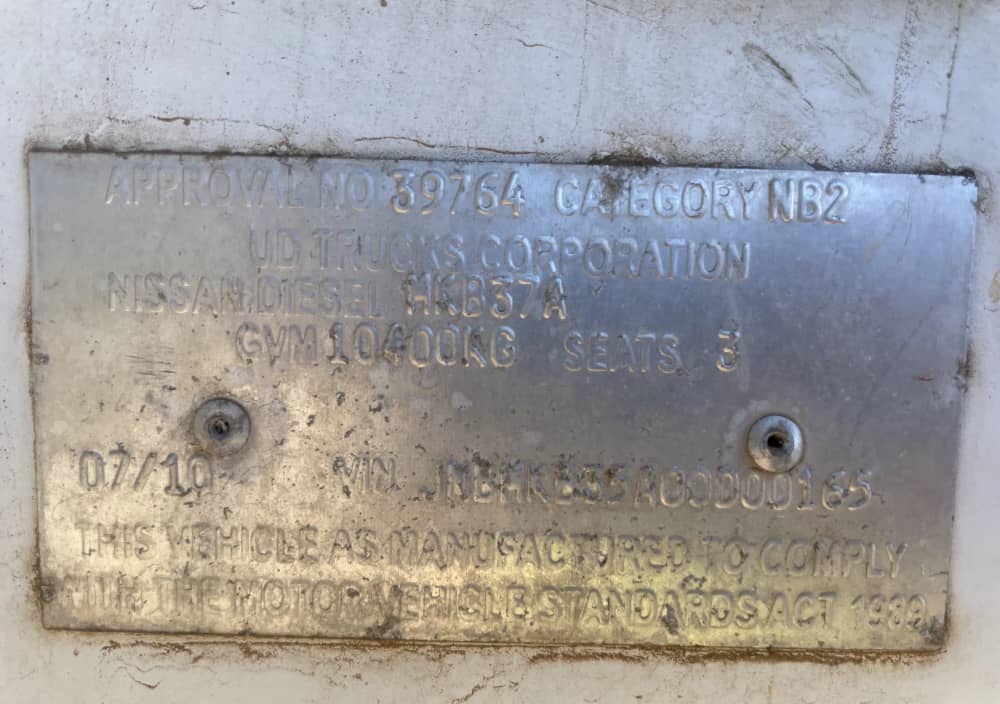 APPROVAL NO 39764 CATEGORY NB2
UD TRUCKS CORPORATION
NISSAN DIESEL HKB37A
GVM 10400KG SEATS 3
07/10 VIN
THIS VEHICLE AS MANUFACTURED TO COMPLY
WITH THE MOTOR VEHICLE STANDARDS ACT 1989